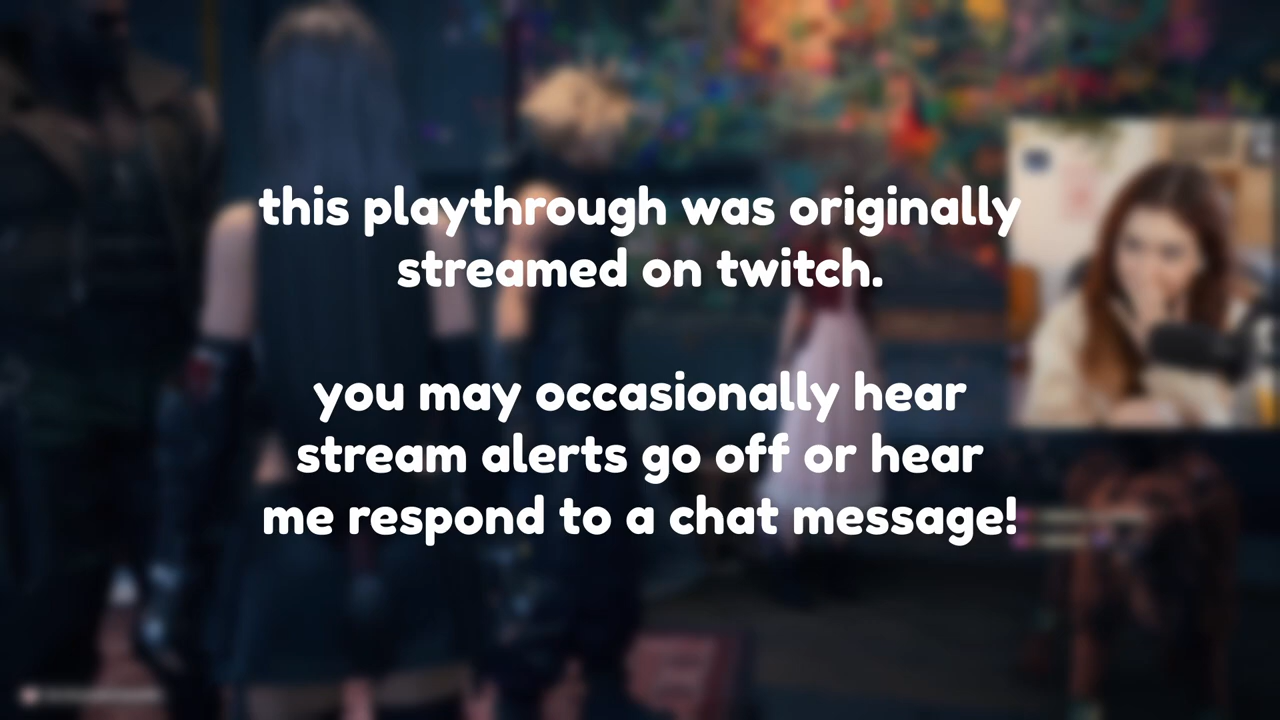 this playthrough was originally
streamed on twitch.
you may occasionally hear
stream alerts go off or hear
me respond to a chat message!